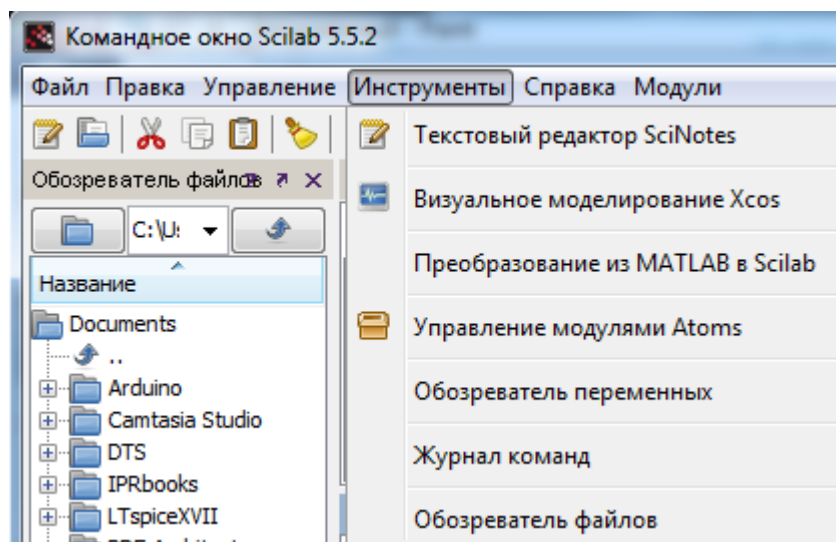 Командное окно Scilab 5.5.2
Файл Правка Управление Инструменты Справка Модули
Текстовый редактор SciNotes
Обозреватель файлов
Визуальное моделирование Xcos
C:\U
Преобразование из MATLAB в Scilab
Название
Documents
Управление модулями Atoms
..
Arduino
Обозреватель переменных
Camtasia Studio
DTS
Журнал команд
IPRbooks
LTspiceXVII
Обозреватель файлов